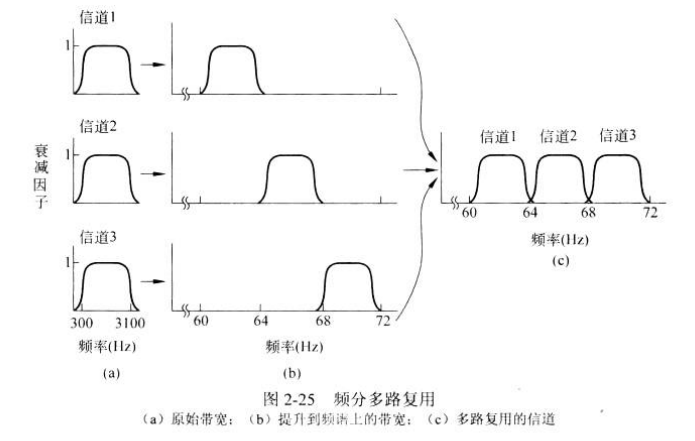 信道1
1
信道2
1
衰减因子
信道3
1
300 3100
频率(Hz)
(a)
60 64 68 72
频率(Hz)
(b)
信道1 信道2 信道3
60 64 68 72
频率(Hz)
(c)
图 2-25 频分多路复用
(a) 原始带宽; (b) 提升到频谱上的带宽; (c) 多路复用的信道